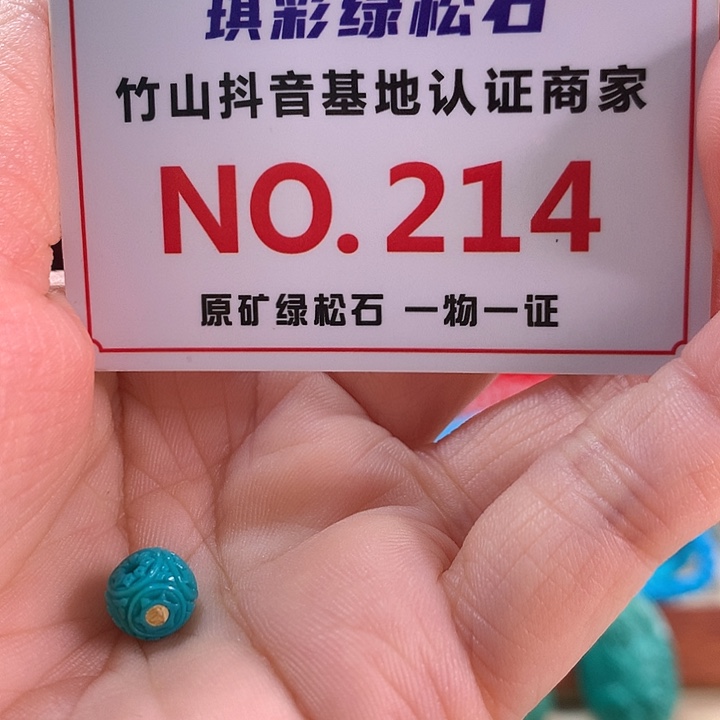 琪彩绿松石
竹山抖音基地认证商家
NO.214
原矿绿松石 一物一证